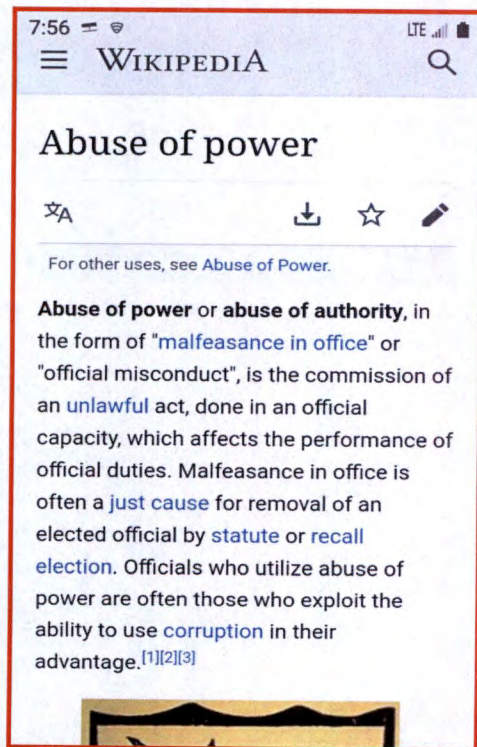 7:56 LTE
WIKIPEDIA
Abuse of power
文A
For other uses, see Abuse of Power.
Abuse of power or abuse of authority, in
the form of "malfeasance in office" or
"official misconduct", is the commission of
an unlawful act, done in an official
capacity, which affects the performance of
official duties. Malfeasance in office is
often a just cause for removal of an
elected official by statute or recall
election. Officials who utilize abuse of
power are often those who exploit the
ability to use corruption in their
advantage.[1][2][3]